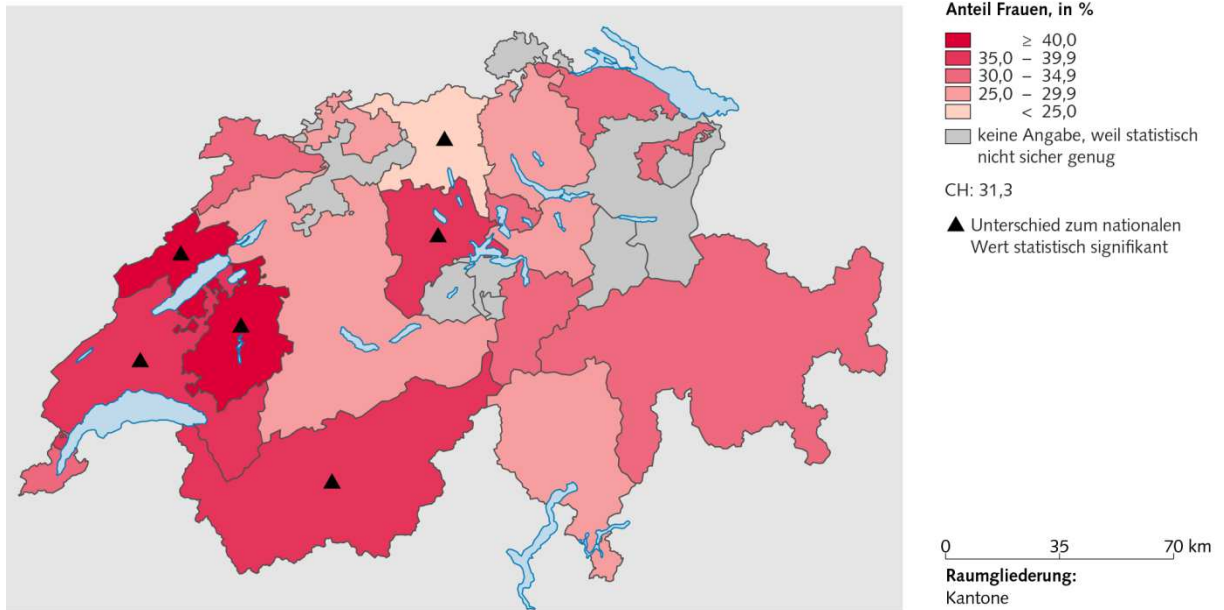 Anteil Frauen, in %
≥ 40,0
35,0 – 39,9
30,0 – 34,9
25,0 – 29,9
< 25,0
keine Angabe, weil statistisch
nicht sicher genug
CH: 31,3
▲ Unterschied zum nationalen
Wert statistisch signifikant
0 35 70 km
Raumgliederung:
Kantone